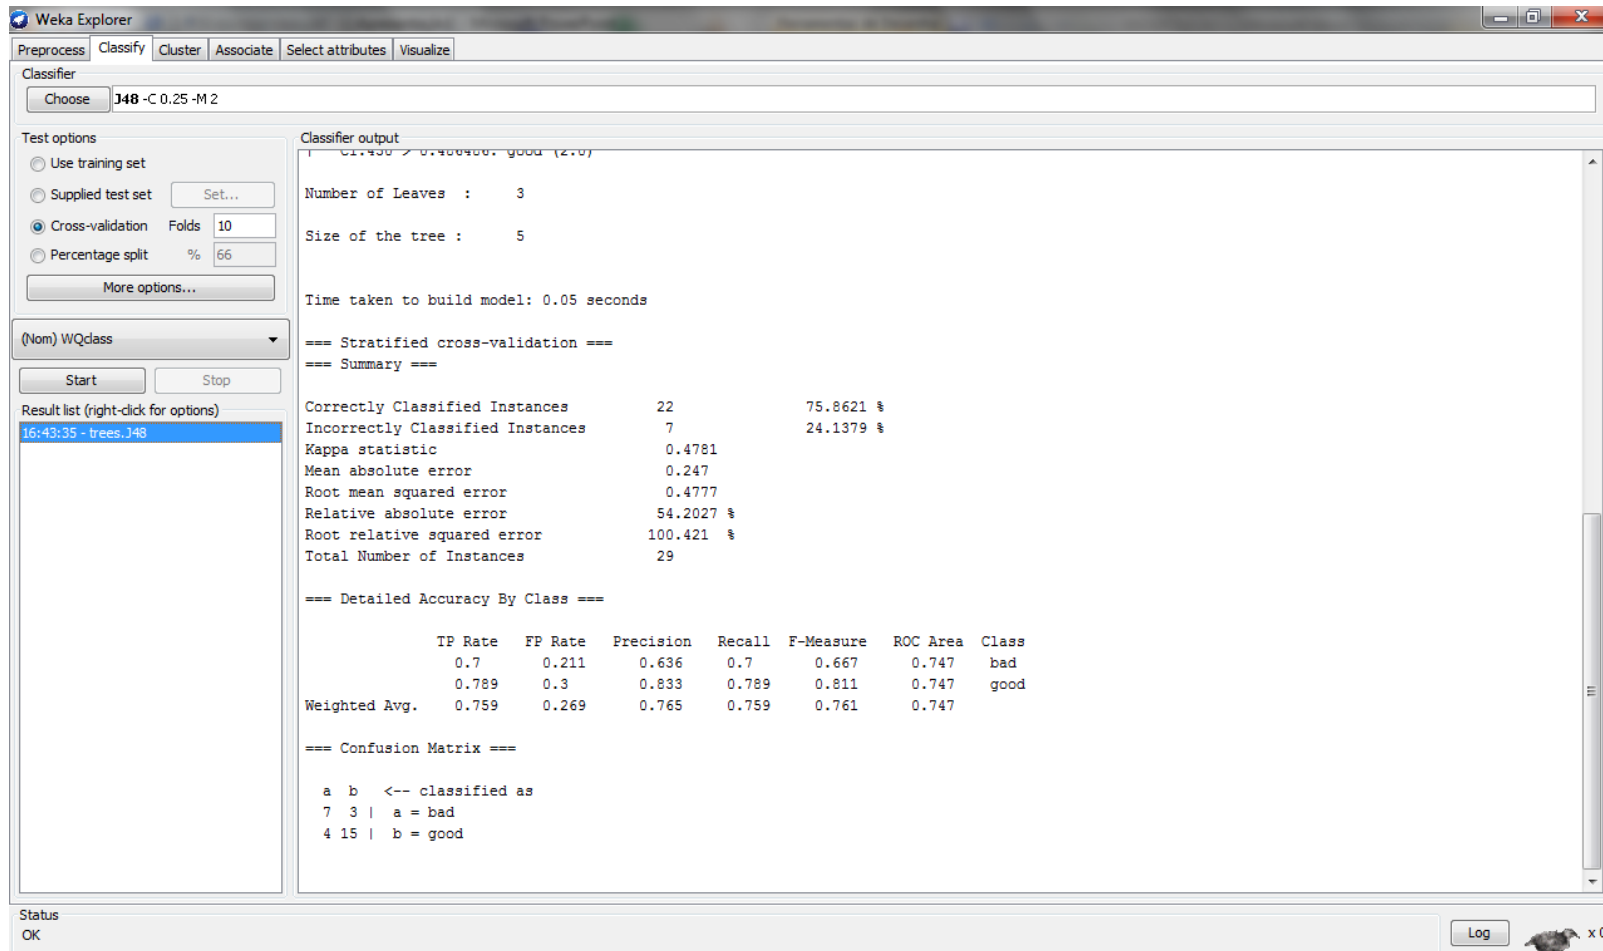 Weka Explorer
Preprocess Classify Cluster Associate Select attributes Visualize
Classifier
Choose J48 -C 0.25 -M 2
Test options
Use training set
Supplied test set Set...
Cross-validation Folds 10
Percentage split % 66
More options...
(Nom) WQclass
Start Stop
Result list (right-click for options)
16:43:35 - trees.J48
Classifier output
| Cl.430 > 0.486486: good (2.0)
Number of Leaves : 3
Size of the tree : 5
Time taken to build model: 0.05 seconds
=== Stratified cross-validation ===
=== Summary ===
Correctly Classified Instances 22 75.8621 %
Incorrectly Classified Instances 7 24.1379 %
Kappa statistic 0.4781
Mean absolute error 0.247
Root mean squared error 0.4777
Relative absolute error 54.2027 %
Root relative squared error 100.421 %
Total Number of Instances 29
=== Detailed Accuracy By Class ===
TP Rate FP Rate Precision Recall F-Measure ROC Area Class
0.7 0.211 0.636 0.7 0.667 0.747 bad
0.789 0.3 0.833 0.789 0.811 0.747 good
Weighted Avg. 0.759 0.269 0.765 0.759 0.761 0.747
=== Confusion Matrix ===
a b <-- classified as
7 3 | a = bad
4 15 | b = good
Status
OK
Log x 0